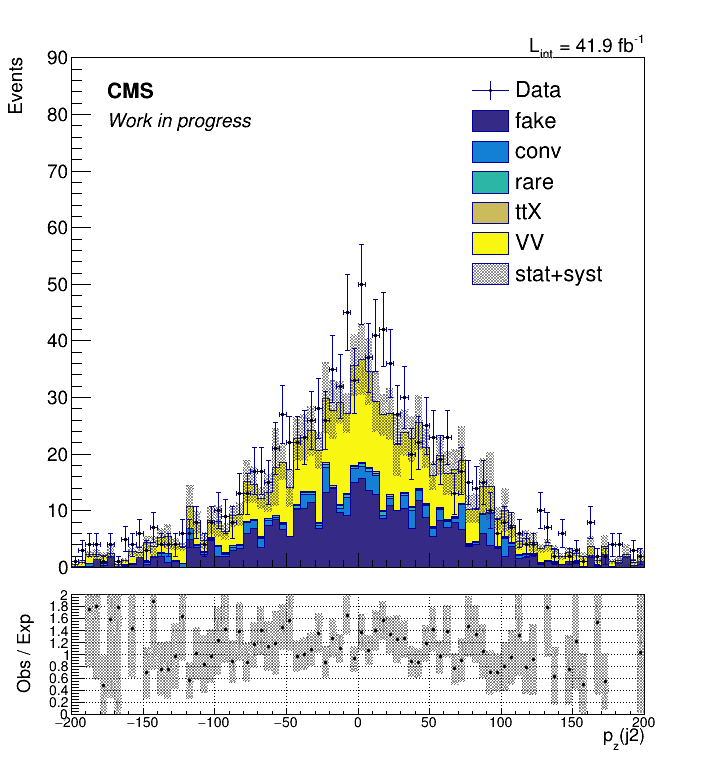 L_int = 41.9 fb^-1
Events
90
80
70
60
50
40
30
20
10
0
CMS
Work in progress
Data
fake
conv
rare
ttX
VV
stat+syst
Obs / Exp
2
1.8
1.6
1.4
1.2
1
0.8
0.6
0.4
0.2
0
−200 −150 −100 −50 0 50 100 150 200
p_z(j2)